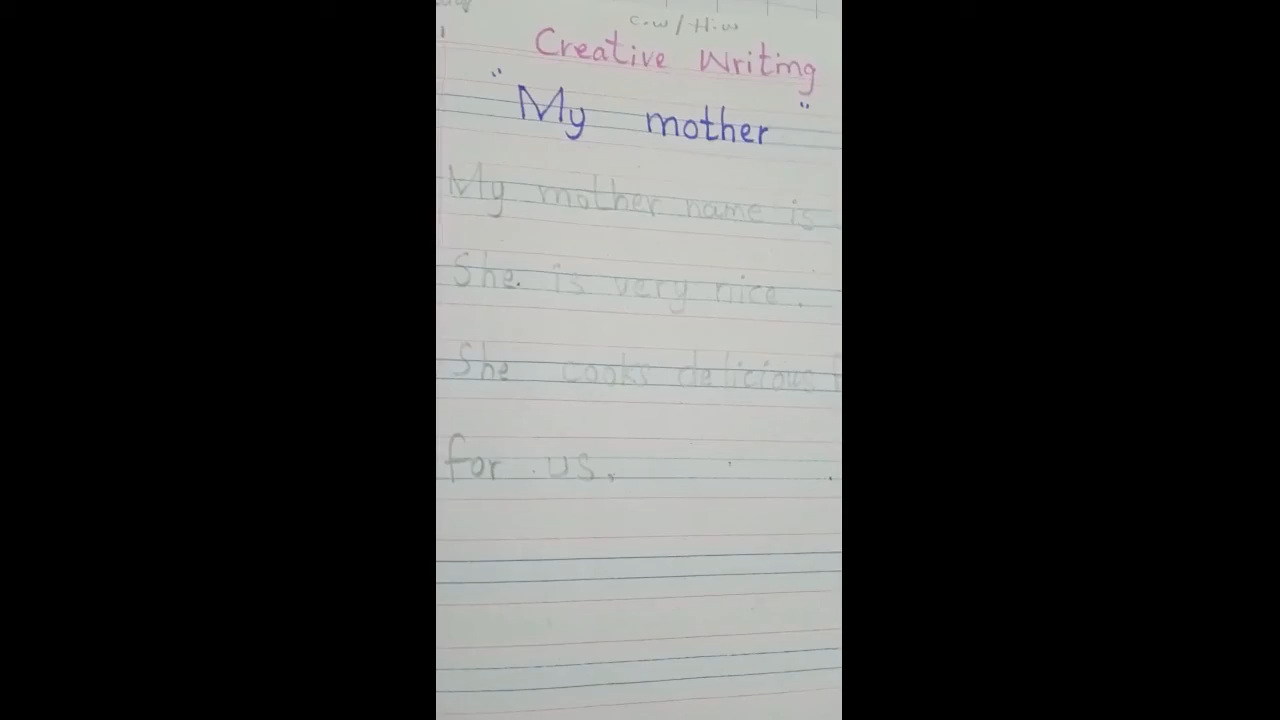 C.W/H.W
Creative Writing
"My mother"
My mother name is
She is very nice.
She cooks delicious
for us.